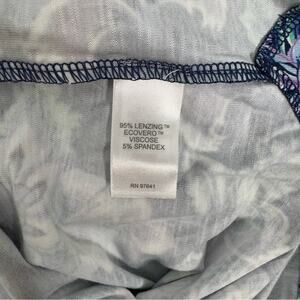 95% LENZING™
ECOVERO™
VISCOSE
5% SPANDEX
RN 97641